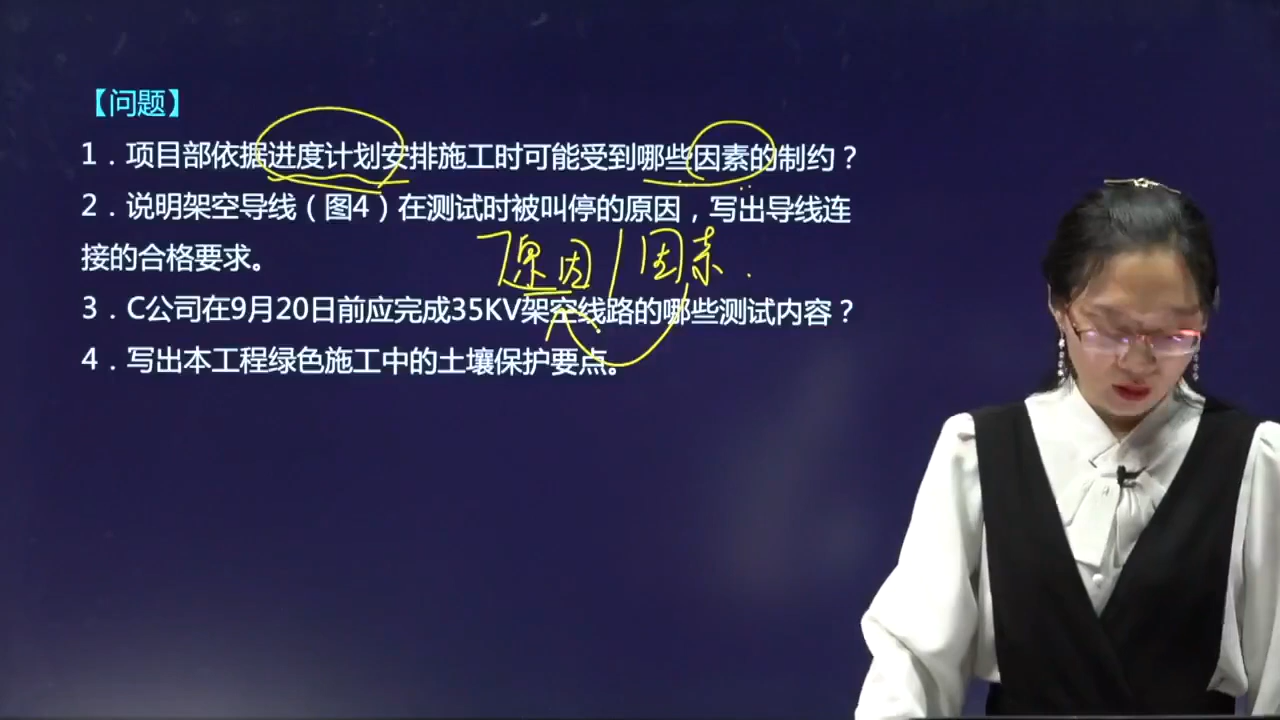 【问题】
1．项目部依据进度计划安排施工时可能受到哪些因素的制约？
2．说明架空导线（图4）在测试时被叫停的原因，写出导线连
接的合格要求。
原因 / 因素
3．C公司在9月20日前应完成35KV架空线路的哪些测试内容？
4．写出本工程绿色施工中的土壤保护要点。